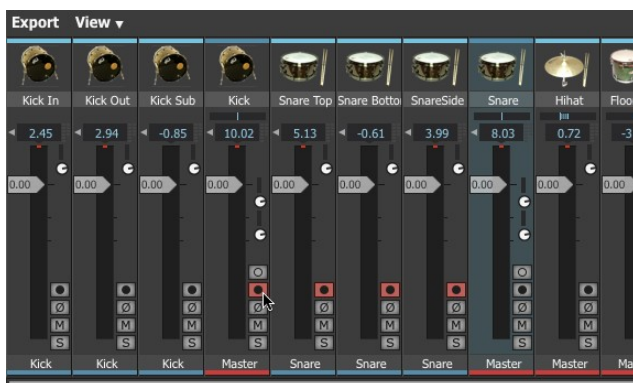 Export View ▼
Kick In Kick Out Kick Sub Kick Snare Top Snare Botto SnareSide Snare Hihat Floo
2.45 2.94 -0.85 10.02 5.13 -0.61 3.99 8.03 0.72 -3
0.00 0.00 0.00 0.00 0.00 0.00 0.00 0.00 0.00 0.00
Ø Ø Ø Ø Ø Ø Ø Ø Ø
M M M M M M M M M
S S S S S S S S S
Kick Kick Kick Master Snare Snare Snare Master Master Ma